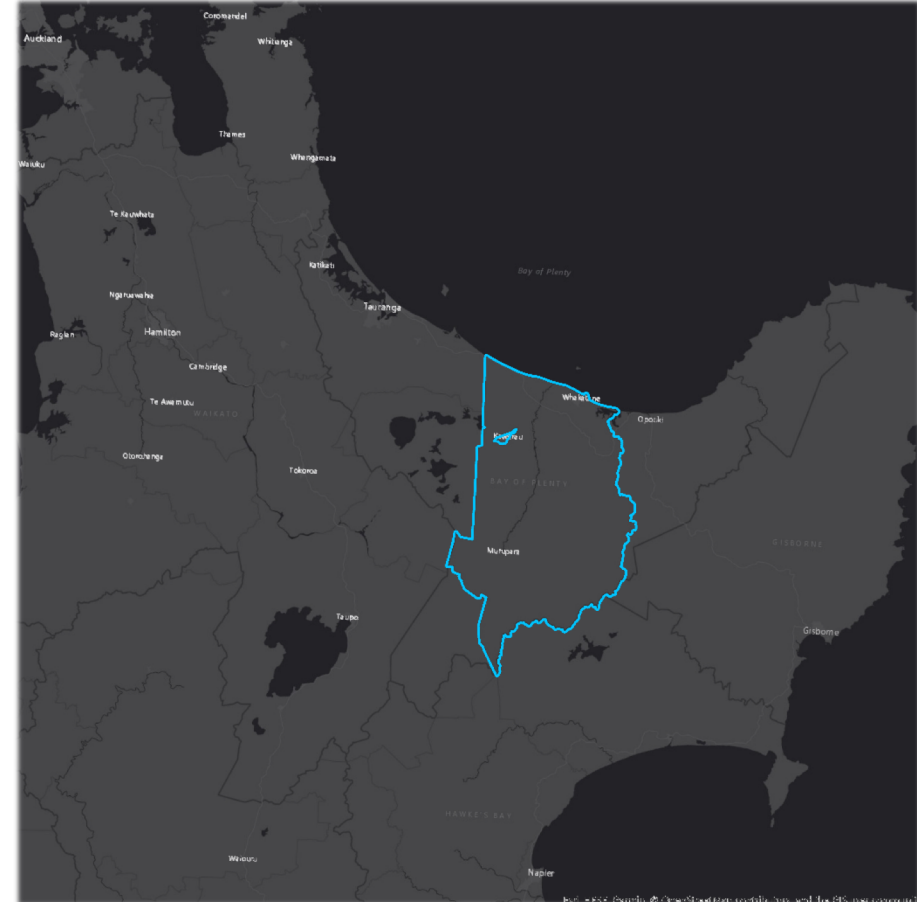 Coromandel
Auckland
Whitianga
Thames
Whangamata
Waiuku
Te Kauwhata
Katikati
Bay of Plenty
Ngaruawahia
Tauranga
Raglan
Hamilton
Cambridge
Te Awamutu
Whakatane
WAIKATO
Opotiki
Kawerau
Otorohanga
Tokoroa
BAY OF PLENTY
GISBORNE
Murupara
Taupo
Gisborne
HAWKE'S BAY
Waiouru
Napier